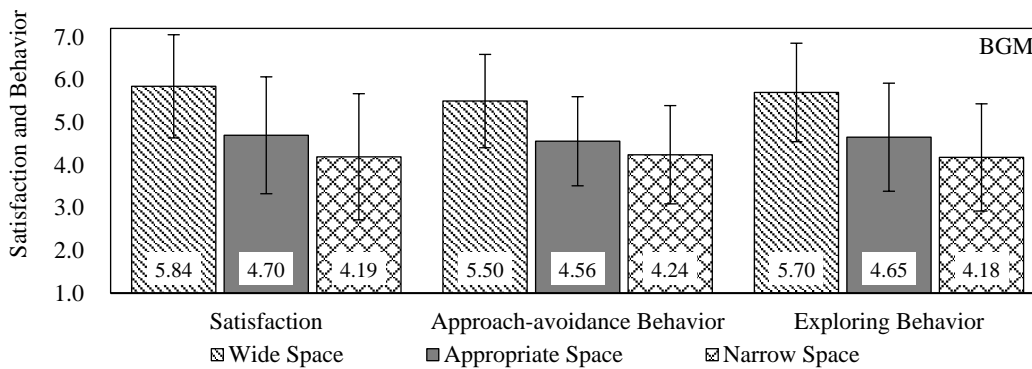 Satisfaction and Behavior
7.0
6.0
5.0
4.0
3.0
2.0
1.0
BGM
5.84 4.70 4.19 5.50 4.56 4.24 5.70 4.65 4.18
Satisfaction Approach-avoidance Behavior Exploring Behavior
Wide Space Appropriate Space Narrow Space